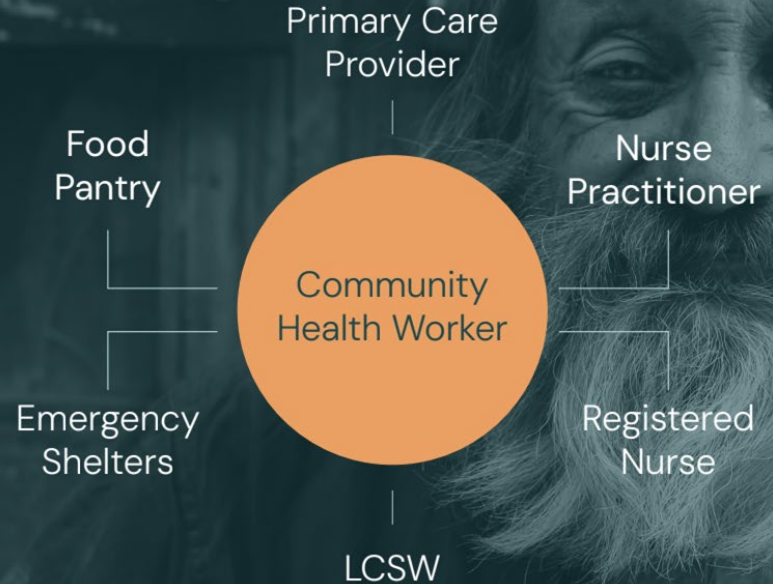 Primary Care
Provider
Food
Pantry
Nurse
Practitioner
Community
Health Worker
Emergency
Shelters
Registered
Nurse
LCSW